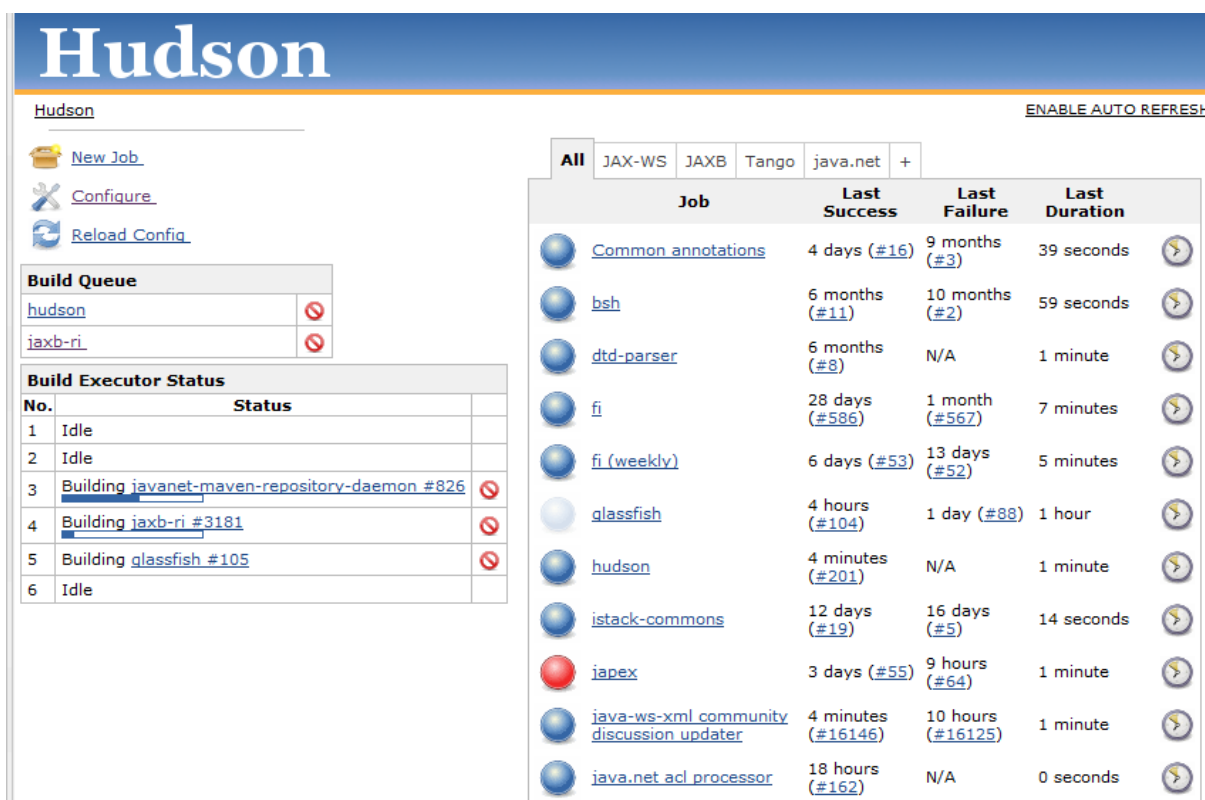 Hudson
Hudson
ENABLE AUTO REFRESH
New Job
Configure
Reload Config
Build Queue
hudson
jaxb-ri
Build Executor Status
No. Status
1 Idle
2 Idle
3 Building javanet-maven-repository-daemon #826
4 Building jaxb-ri #3181
5 Building glassfish #105
6 Idle
All JAX-WS JAXB Tango java.net +
Job Last Success Last Failure Last Duration
Common annotations 4 days (#16) 9 months (#3) 39 seconds
bsh 6 months (#11) 10 months (#2) 59 seconds
dtd-parser 6 months (#8) N/A 1 minute
fi 28 days (#586) 1 month (#567) 7 minutes
fi (weekly) 6 days (#53) 13 days (#52) 5 minutes
glassfish 4 hours (#104) 1 day (#88) 1 hour
hudson 4 minutes (#201) N/A 1 minute
istack-commons 12 days (#19) 16 days (#5) 14 seconds
japex 3 days (#55) 9 hours (#64) 1 minute
java-ws-xml community discussion updater 4 minutes (#16146) 10 hours (#16125) 1 minute
java.net acl processor 18 hours (#162) N/A 0 seconds